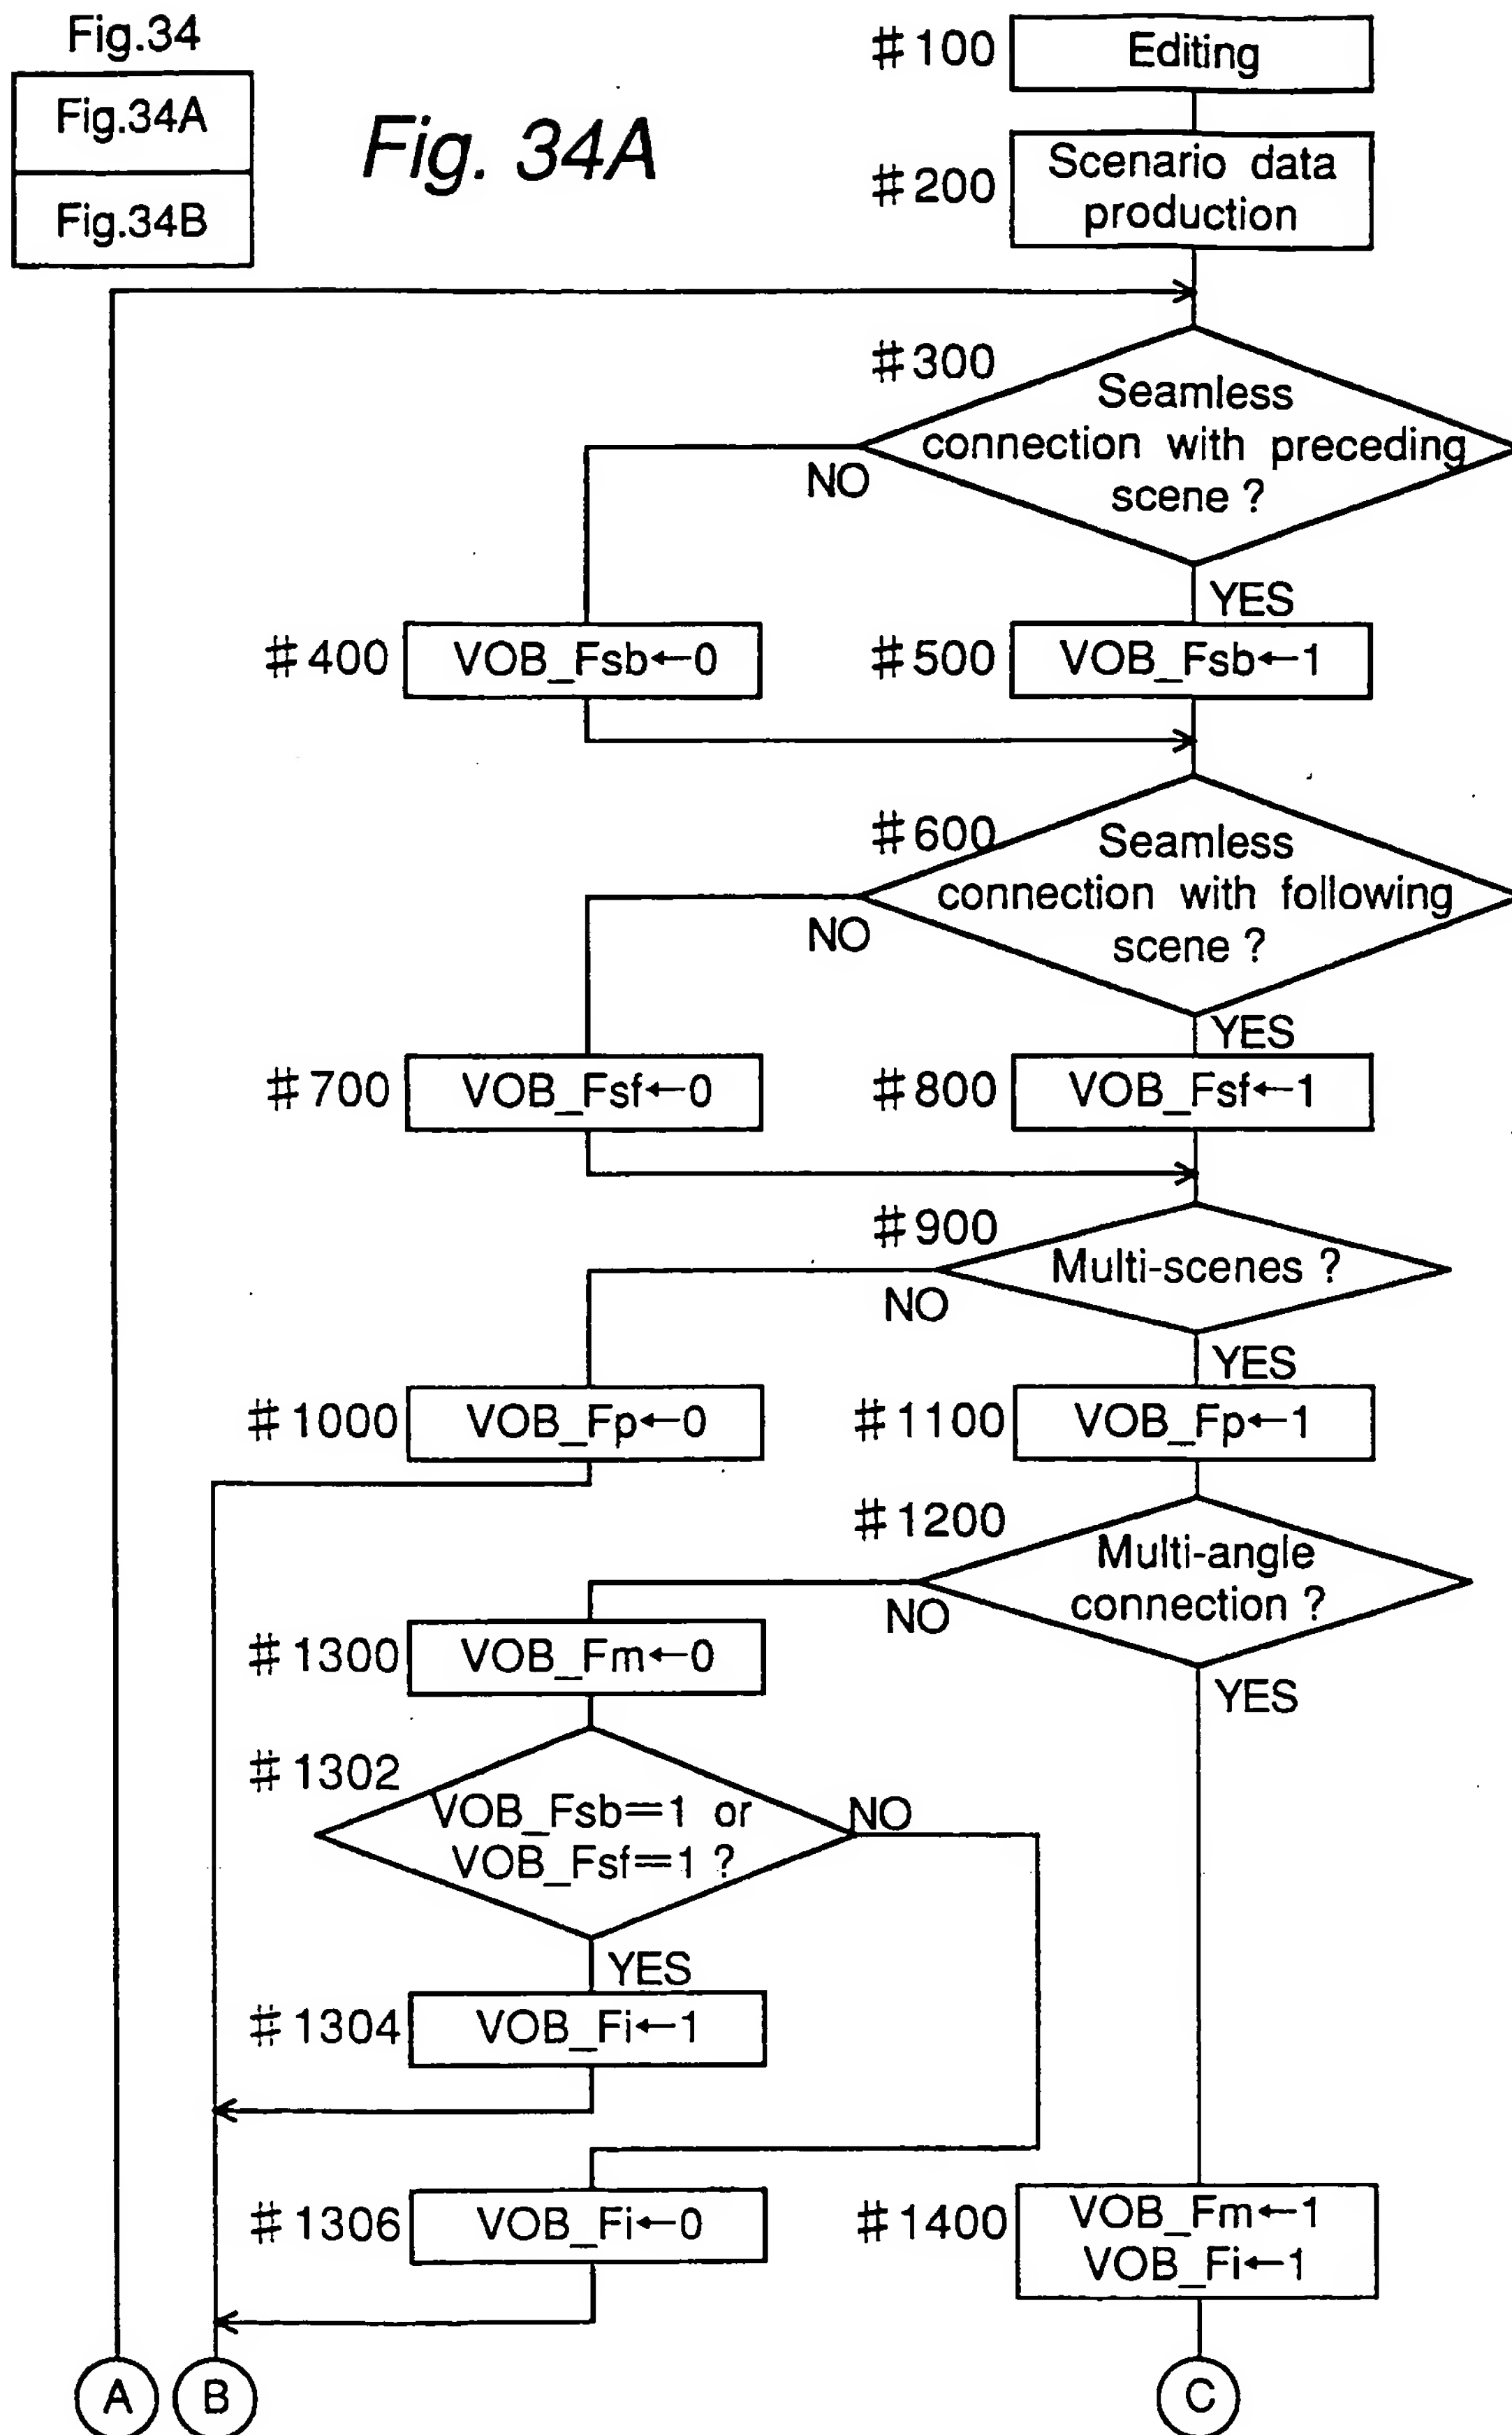 Fig.34
Fig.34A
Fig.34B
Fig. 34A
#100
Editing
#200
Scenario data
production
#300
Seamless
connection with preceding
scene ?
NO
YES
#400
VOB_Fsb←0
#500
VOB_Fsb←1
#600
Seamless
connection with following
scene ?
NO
YES
#700
VOB_Fsf←0
#800
VOB_Fsf←1
#900
Multi-scenes ?
NO
YES
#1000
VOB_Fp←0
#1100
VOB_Fp←1
#1200
Multi-angle
connection ?
NO
YES
#1300
VOB_Fm←0
#1302
VOB_Fsb=1 or
VOB_Fsf=1 ?
NO
YES
#1304
VOB_Fi←1
#1306
VOB_Fi←0
#1400
VOB_Fm←1
VOB_Fi←1
A
B
C